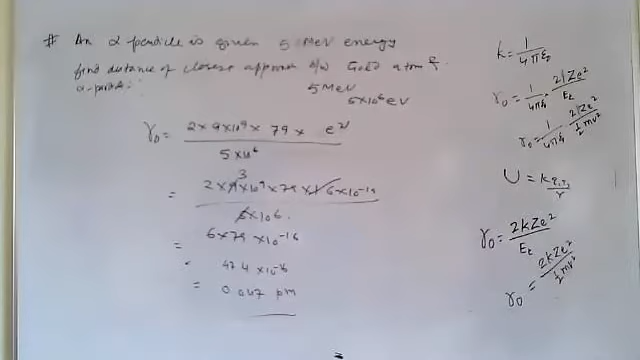 # An α particle is given 5 MeV energy
find distance of closest approach b/w Gold atom &
α-particle
5 MeV
5×10⁶ eV
r₀ = 2×9×10⁹× 79 × e² / 5×10⁶
= 2×9×10⁹×79×1.6×10⁻¹⁹ / 5×10⁶
3
= 6×79×10⁻¹⁶
474 ×10⁻¹⁶
= 0.047 pm
k = 1/4πε₀
r₀ = 1/4πε₀ · 2Ze²/Eₖ
r₀ = 1/4πε₀ · 2Ze²/½mv²
U = k q₁q₂/r
r₀ = 2kZe²/Eₖ
r₀ = 2kZe²/½mv²